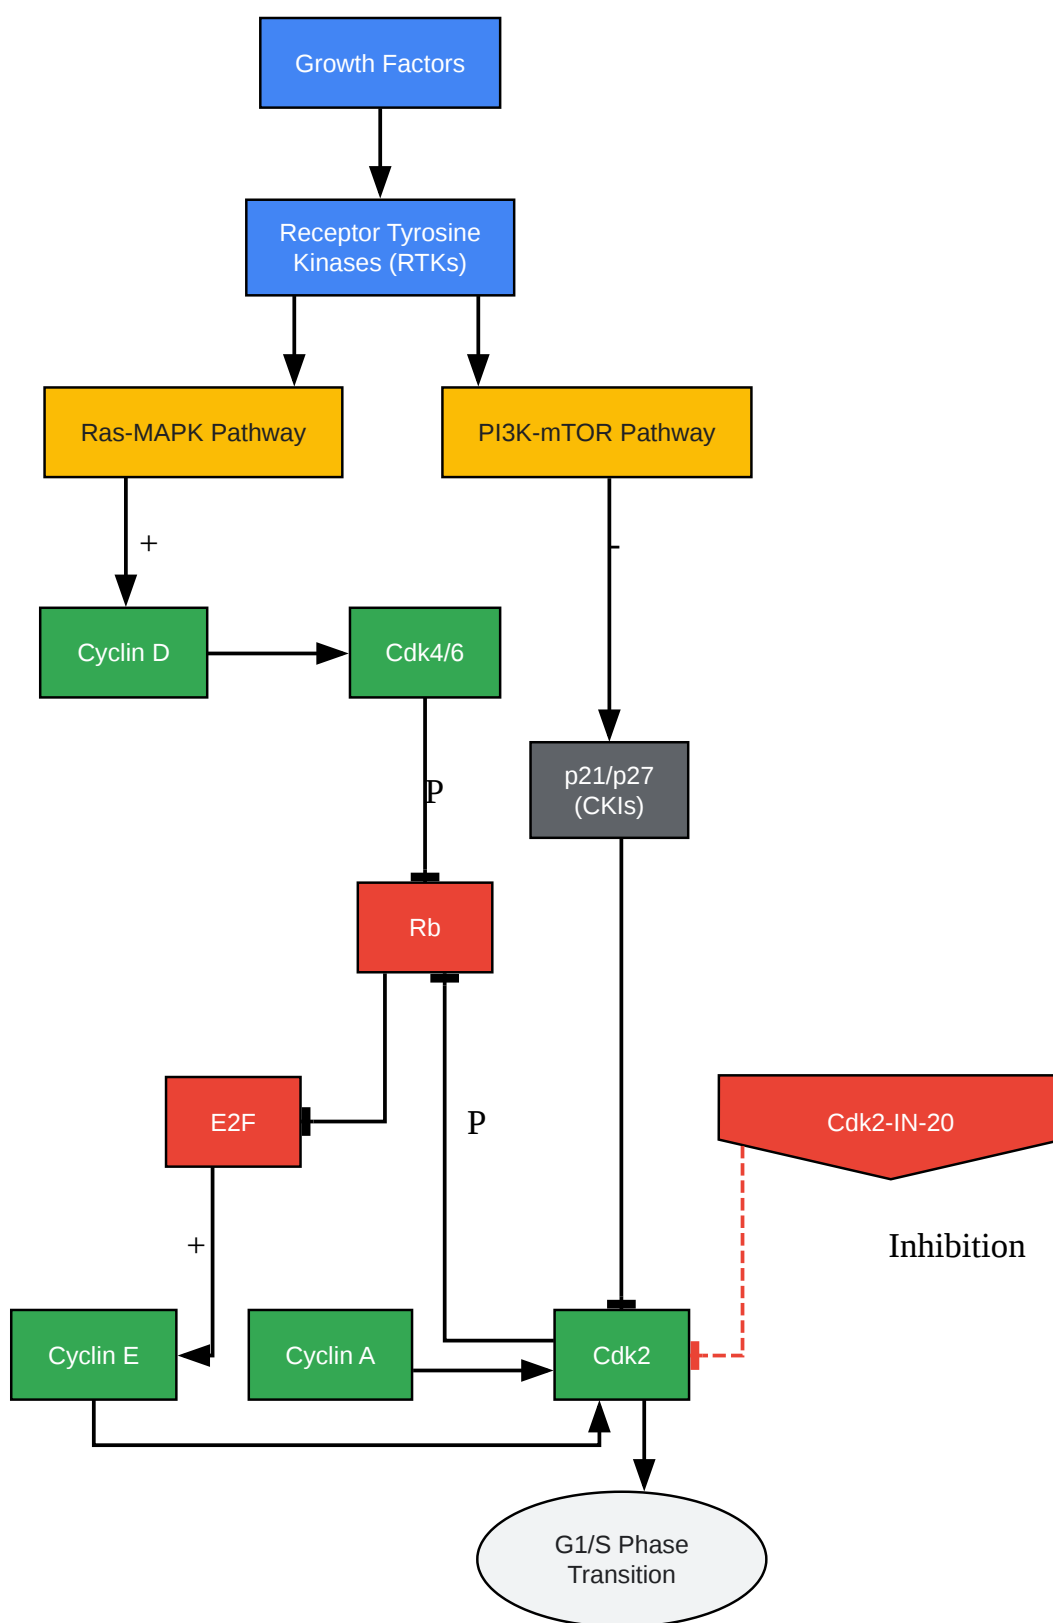 Growth Factors
Receptor Tyrosine
Kinases (RTKs)
Ras-MAPK Pathway
PI3K-mTOR Pathway
+
-
Cyclin D
Cdk4/6
p21/p27
(CKIs)
P
Rb
E2F
P
Cdk2-IN-20
+
Inhibition
Cyclin E
Cyclin A
Cdk2
G1/S Phase
Transition